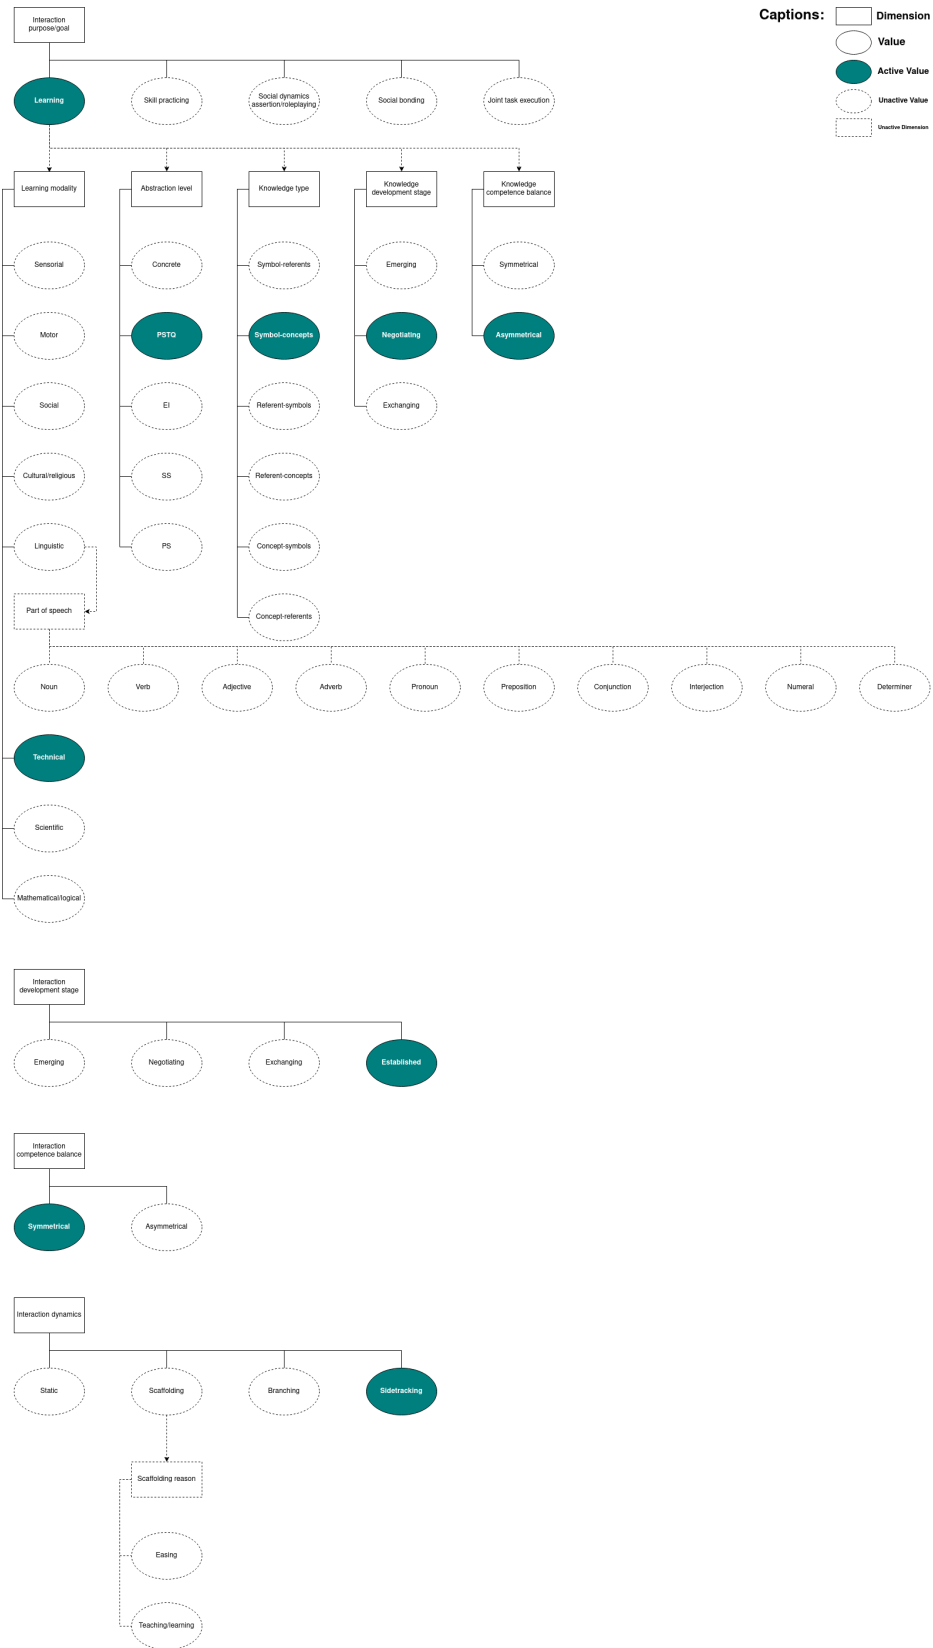 Interaction
purpose/goal
Captions:
Dimension
Value
Active Value
Unactive Value
Unactive Dimension
Learning
Skill practicing
Social dynamics
assertion/roleplaying
Social bonding
Joint task execution
Learning modality
Abstraction level
Knowledge type
Knowledge
development stage
Knowledge
competence balance
Sensorial
Concrete
Symbol-referents
Emerging
Symmetrical
Motor
PSTQ
Symbol-concepts
Negotiating
Asymmetrical
Social
EI
Referent-symbols
Exchanging
Cultural/religious
SS
Referent-concepts
Linguistic
PS
Concept-symbols
Part of speech
Concept-referents
Noun
Verb
Adjective
Adverb
Pronoun
Preposition
Conjunction
Interjection
Numeral
Determiner
Technical
Scientific
Mathematical/logical
Interaction
development stage
Emerging
Negotiating
Exchanging
Established
Interaction
competence balance
Symmetrical
Asymmetrical
Interaction dynamics
Static
Scaffolding
Branching
Sidetracking
Scaffolding reason
Easing
Teaching/learning